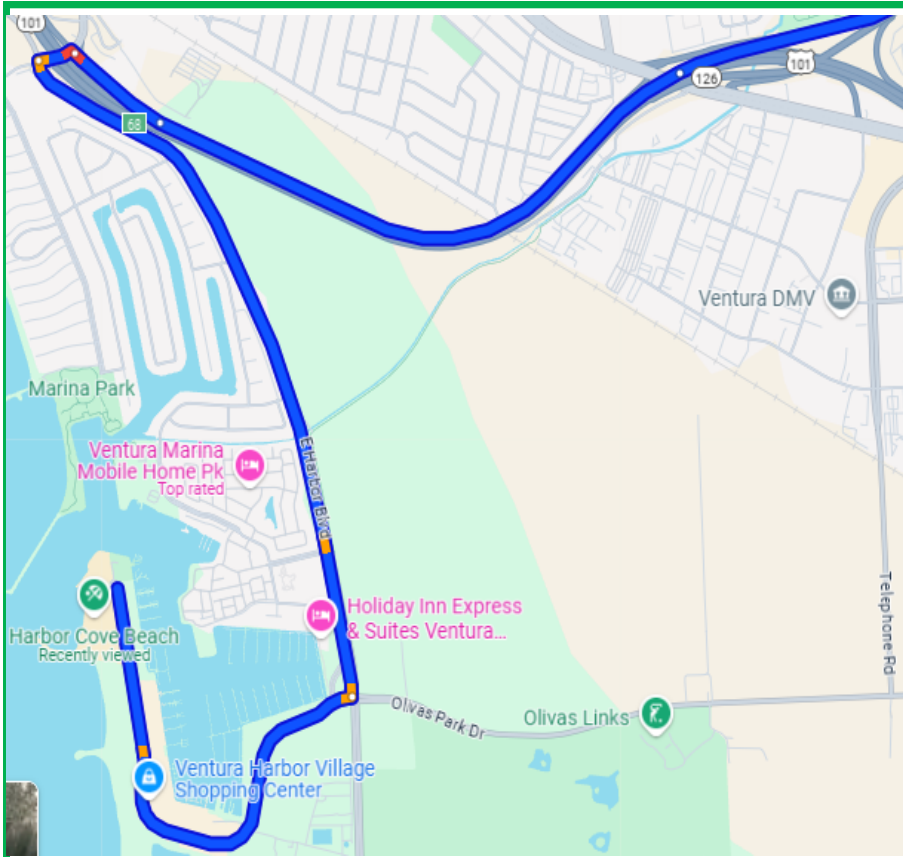 101
126
101
68
Ventura DMV
Marina Park
Ventura Marina
Mobile Home Pk
Top rated
E Harbor Blvd
Holiday Inn Express
& Suites Ventura...
Telephone Rd
Harbor Cove Beach
Recently viewed
Olivas Park Dr
Olivas Links
Ventura Harbor Village
Shopping Center